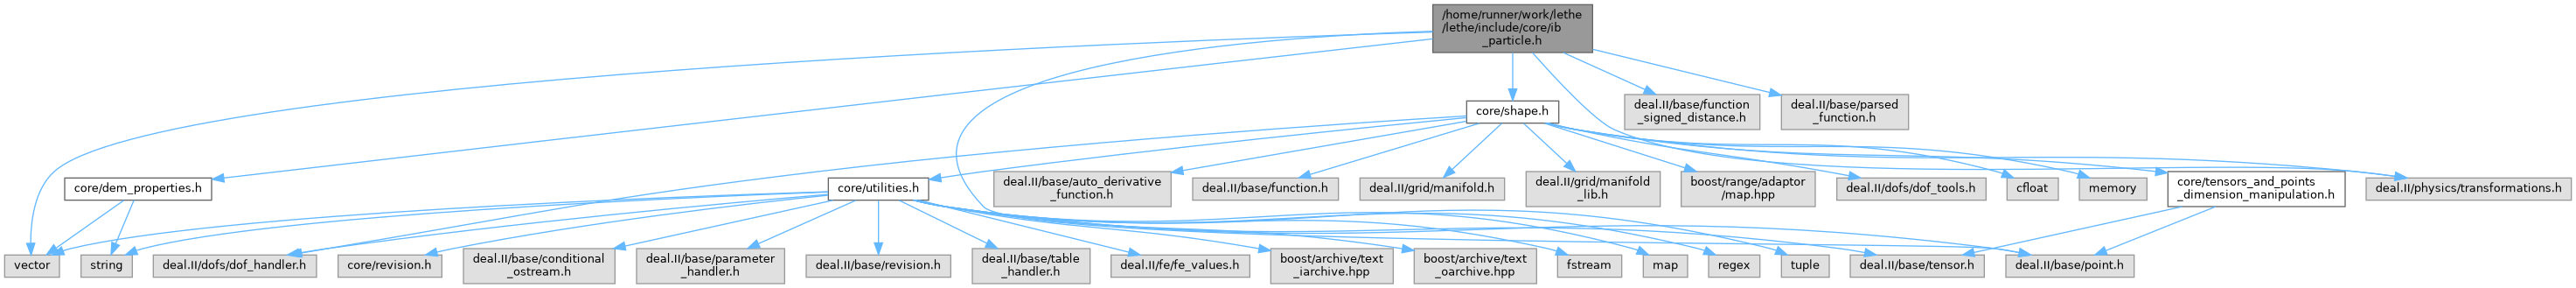 /home/runner/work/lethe
/lethe/include/core/ib
_particle.h
core/shape.h
deal.II/base/function
_signed_distance.h
deal.II/base/parsed
_function.h
core/dem_properties.h
core/utilities.h
deal.II/base/auto_derivative
_function.h
deal.II/base/function.h
deal.II/grid/manifold.h
deal.II/grid/manifold
_lib.h
boost/range/adaptor
/map.hpp
deal.II/dofs/dof_tools.h
cfloat
memory
core/tensors_and_points
_dimension_manipulation.h
deal.II/physics/transformations.h
vector
string
deal.II/dofs/dof_handler.h
core/revision.h
deal.II/base/conditional
_ostream.h
deal.II/base/parameter
_handler.h
deal.II/base/revision.h
deal.II/base/table
_handler.h
deal.II/fe/fe_values.h
boost/archive/text
_iarchive.hpp
boost/archive/text
_oarchive.hpp
fstream
map
regex
tuple
deal.II/base/tensor.h
deal.II/base/point.h